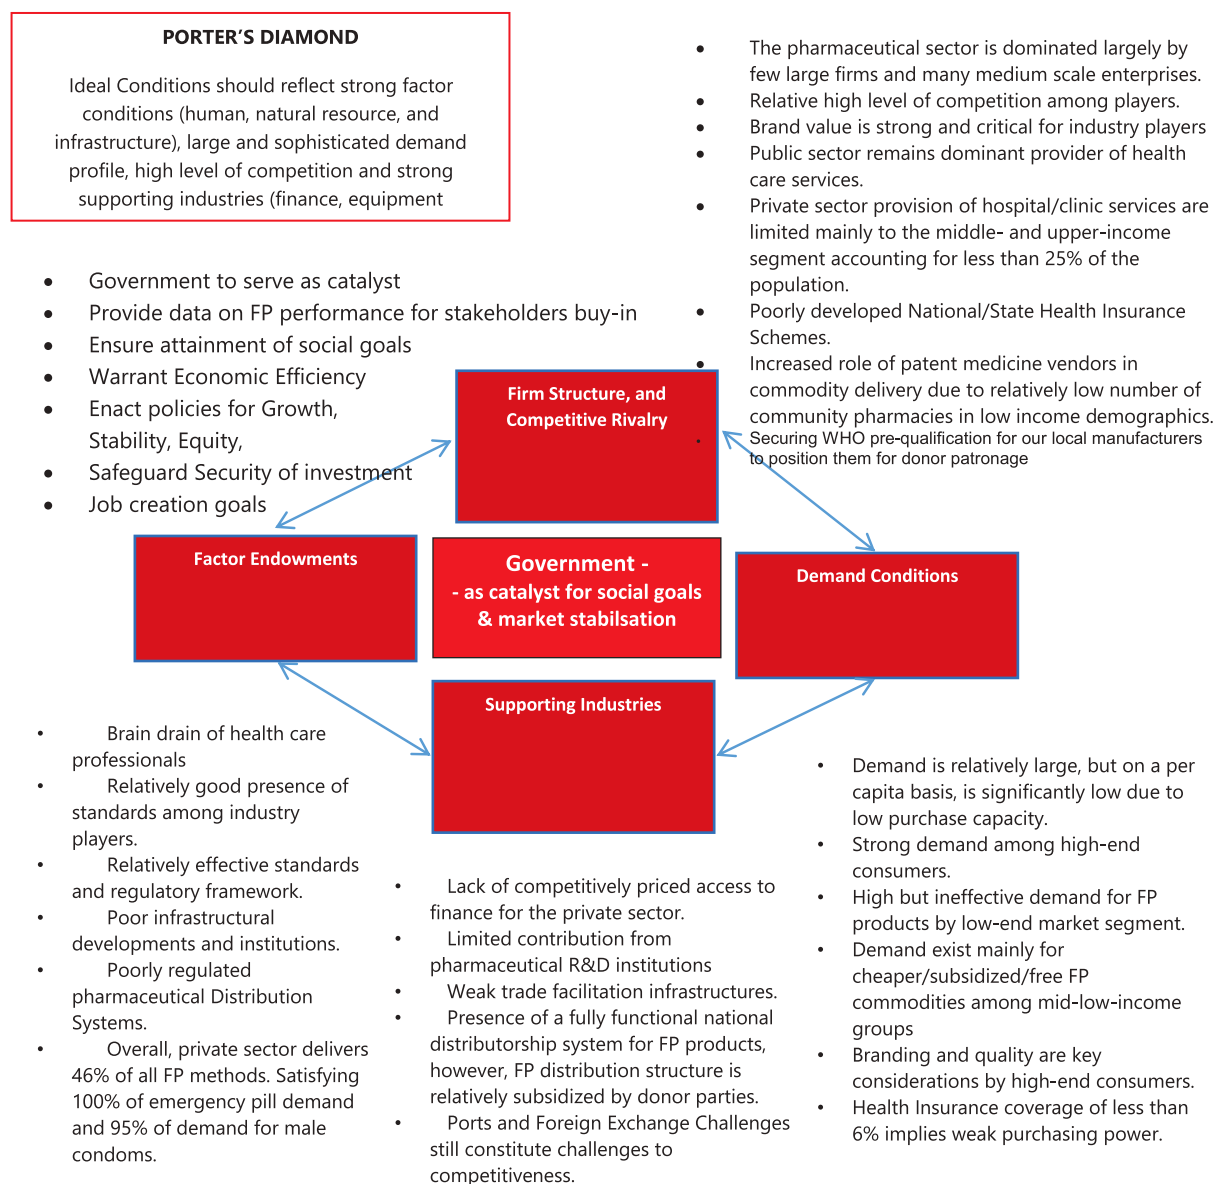 PORTER’S DIAMOND
Ideal Conditions should reflect strong factor
conditions (human, natural resource, and
infrastructure), large and sophisticated demand
profile, high level of competition and strong
supporting industries (finance, equipment
• The pharmaceutical sector is dominated largely by
few large firms and many medium scale enterprises.
• Relative high level of competition among players.
• Brand value is strong and critical for industry players
• Public sector remains dominant provider of health
care services.
• Private sector provision of hospital/clinic services are
limited mainly to the middle- and upper-income
segment accounting for less than 25% of the
population.
• Poorly developed National/State Health Insurance
Schemes.
• Increased role of patent medicine vendors in
commodity delivery due to relatively low number of
community pharmacies in low income demographics.
• Securing WHO pre-qualification for our local manufacturers
to position them for donor patronage
• Government to serve as catalyst
• Provide data on FP performance for stakeholders buy-in
• Ensure attainment of social goals
• Warrant Economic Efficiency
• Enact policies for Growth,
Stability, Equity,
• Safeguard Security of investment
• Job creation goals
Firm Structure, and
Competitive Rivalry
Factor Endowments
Government -
- as catalyst for social goals
& market stabilsation
Demand Conditions
Supporting Industries
• Brain drain of health care
professionals
• Relatively good presence of
standards among industry
players.
• Relatively effective standards
and regulatory framework.
• Poor infrastructural
developments and institutions.
• Poorly regulated
pharmaceutical Distribution
Systems.
• Overall, private sector delivers
46% of all FP methods. Satisfying
100% of emergency pill demand
and 95% of demand for male
condoms.
• Lack of competitively priced access to
finance for the private sector.
• Limited contribution from
pharmaceutical R&D institutions
• Weak trade facilitation infrastructures.
• Presence of a fully functional national
distributorship system for FP products,
however, FP distribution structure is
relatively subsidized by donor parties.
• Ports and Foreign Exchange Challenges
still constitute challenges to
competitiveness.
• Demand is relatively large, but on a per
capita basis, is significantly low due to
low purchase capacity.
• Strong demand among high-end
consumers.
• High but ineffective demand for FP
products by low-end market segment.
• Demand exist mainly for
cheaper/subsidized/free FP
commodities among mid-low-income
groups
• Branding and quality are key
considerations by high-end consumers.
• Health Insurance coverage of less than
6% implies weak purchasing power.